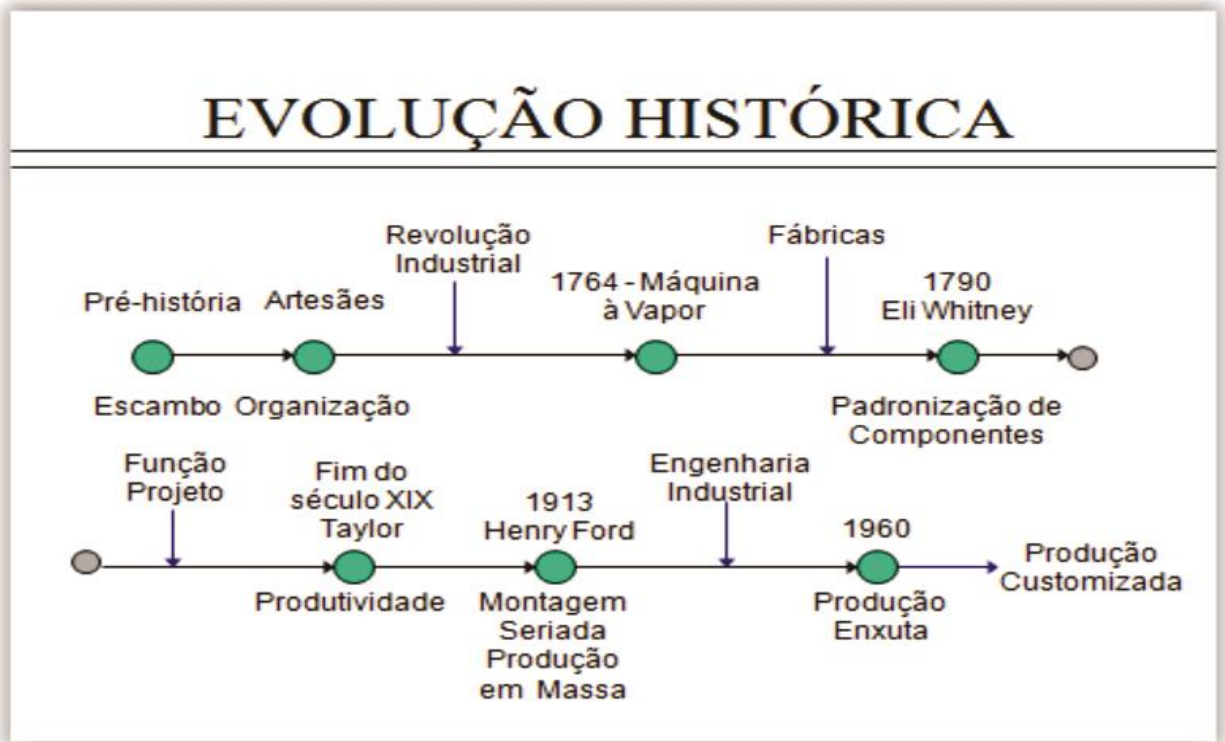 EVOLUÇÃO HISTÓRICA
Revolução
Industrial
Fábricas
Pré-história
Artesães
1764 - Máquina
à Vapor
1790
Eli Whitney
Escambo
Organização
Padronização de
Componentes
Função
Projeto
Fim do
século XIX
Taylor
1913
Henry Ford
Engenharia
Industrial
1960
Produção
Customizada
Produtividade
Montagem
Seriada
Produção
em Massa
Produção
Enxuta